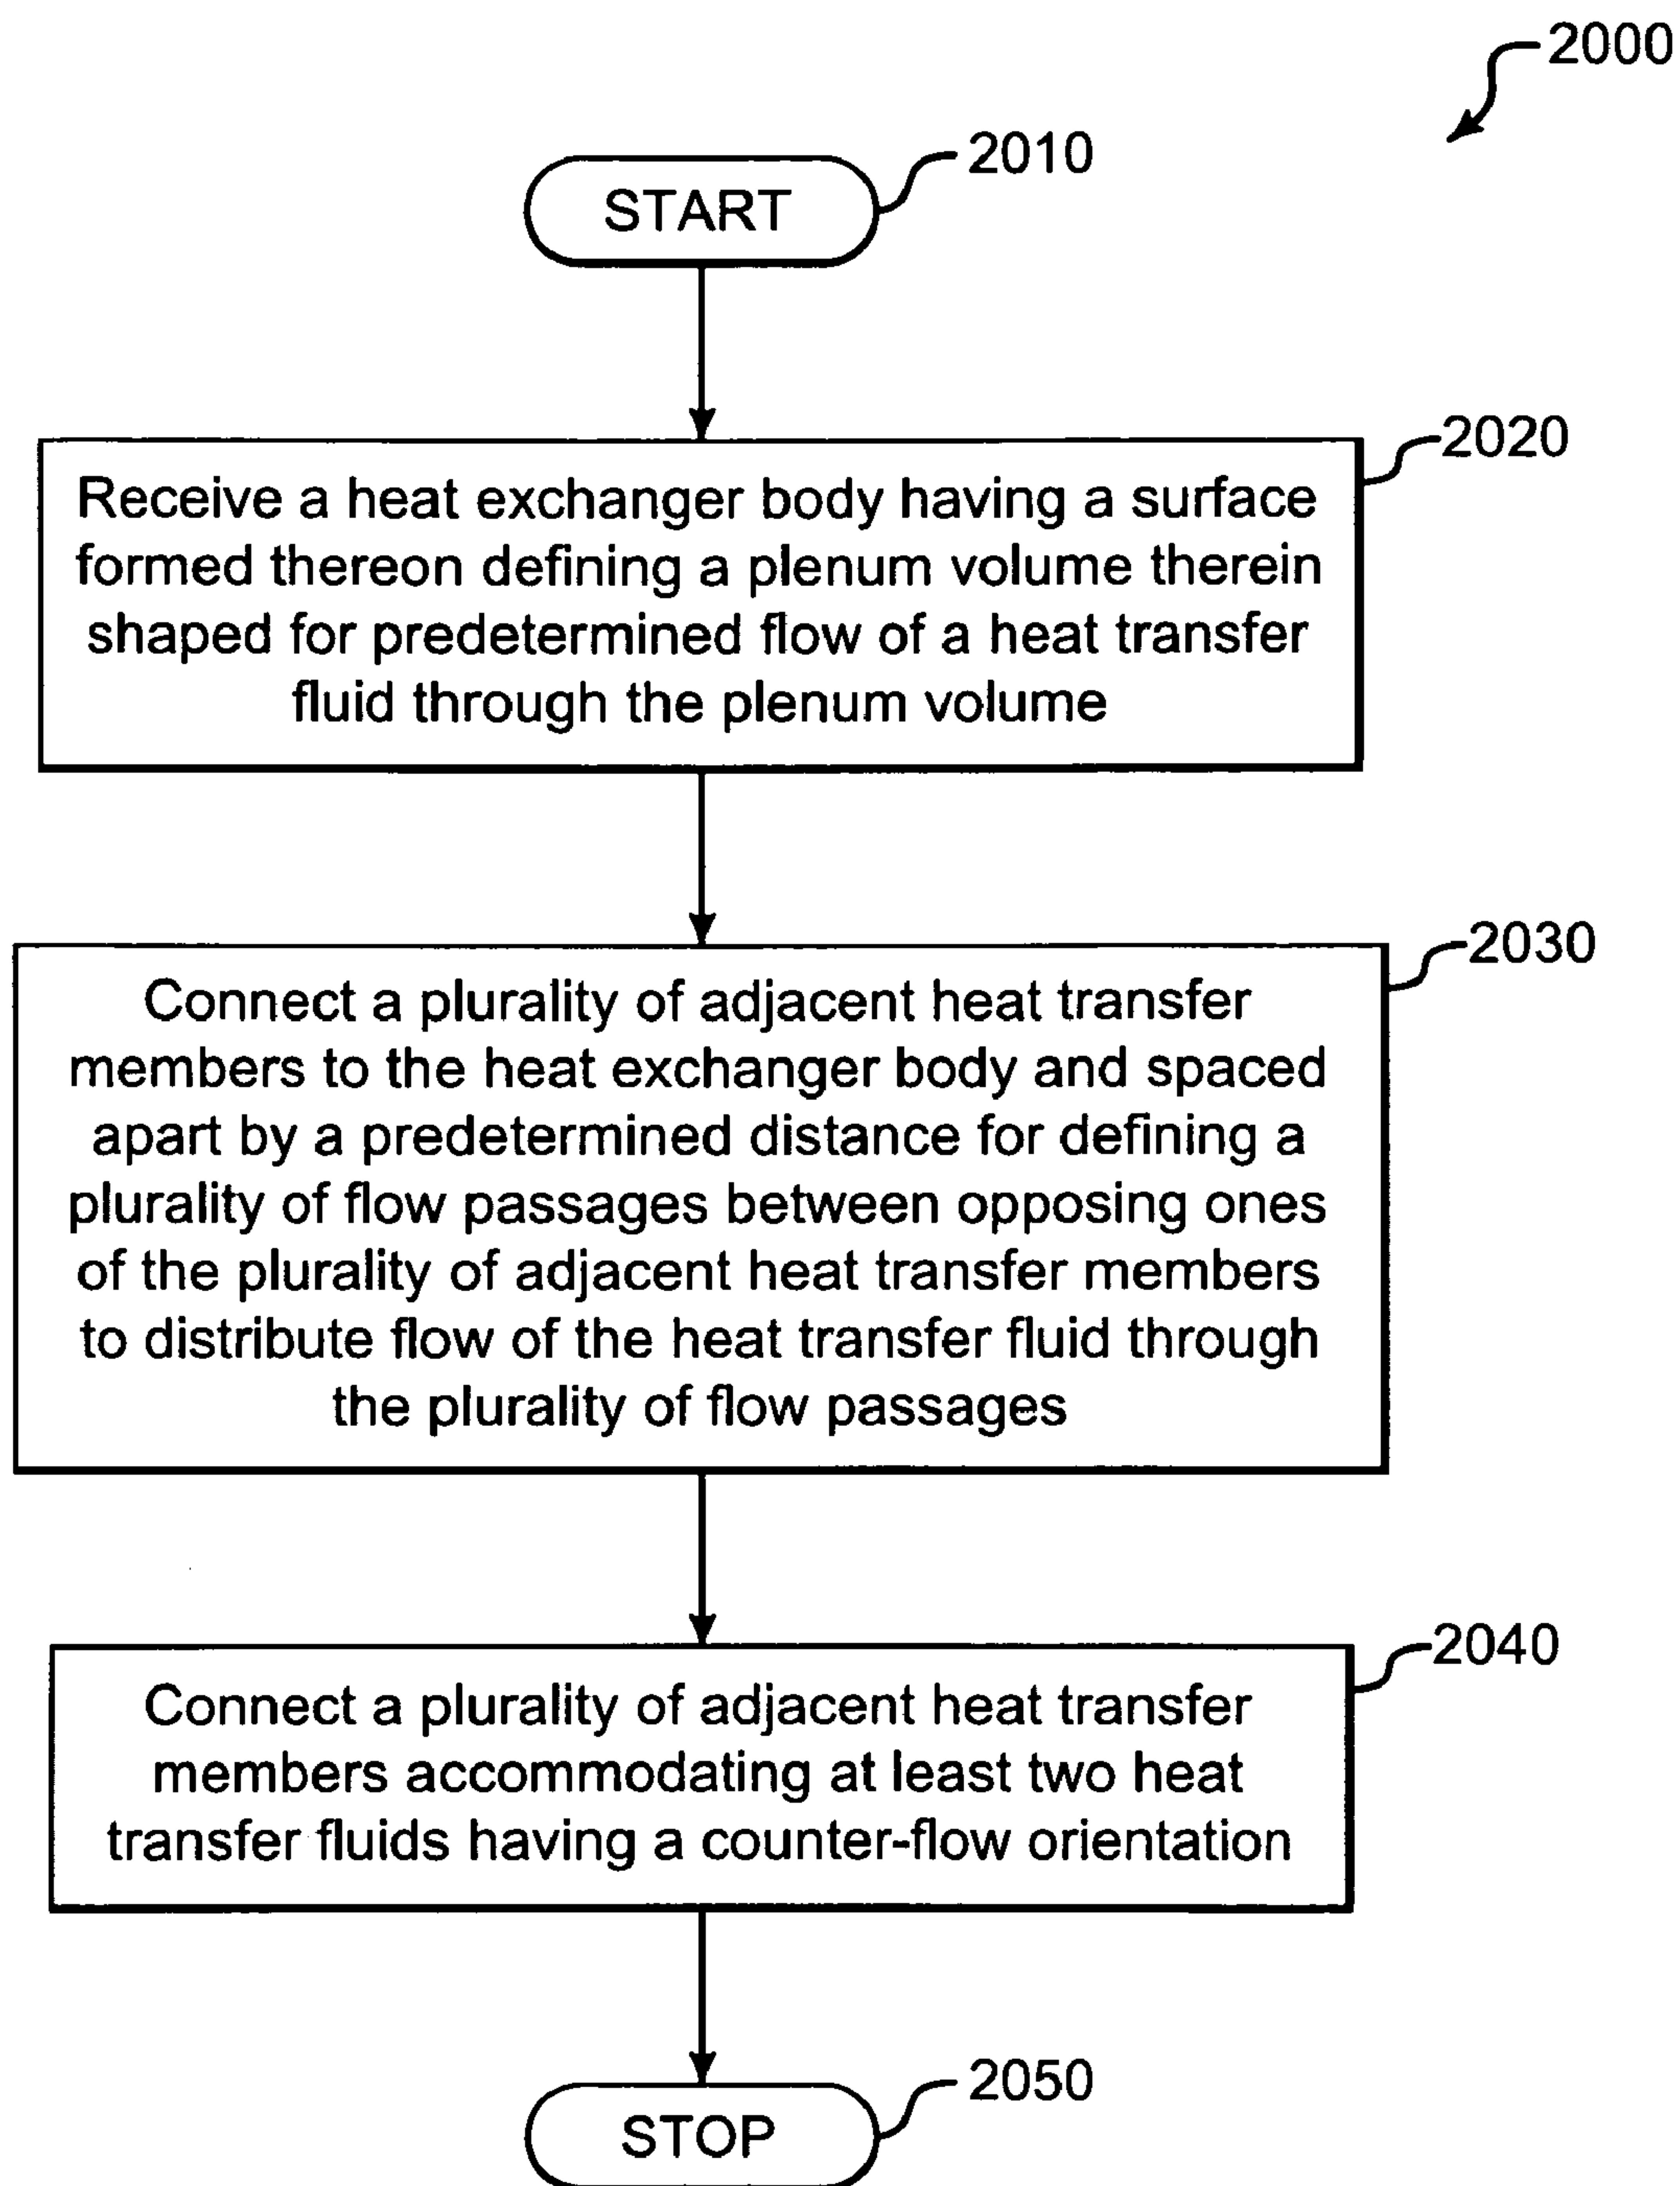 2000
START
2010
2020
Receive a heat exchanger body having a surface
formed thereon defining a plenum volume therein
shaped for predetermined flow of a heat transfer
fluid through the plenum volume
2030
Connect a plurality of adjacent heat transfer
members to the heat exchanger body and spaced
apart by a predetermined distance for defining a
plurality of flow passages between opposing ones
of the plurality of adjacent heat transfer members
to distribute flow of the heat transfer fluid through
the plurality of flow passages
2040
Connect a plurality of adjacent heat transfer
members accommodating at least two heat
transfer fluids having a counter-flow orientation
2050
STOP